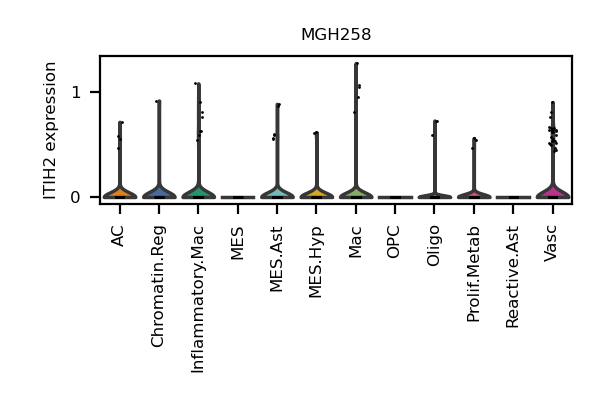 MGH258
ITIH2 expression
1
0
AC
Chromatin.Reg
Inflammatory.Mac
MES
MES.Ast
MES.Hyp
Mac
OPC
Oligo
Prolif.Metab
Reactive.Ast
Vasc